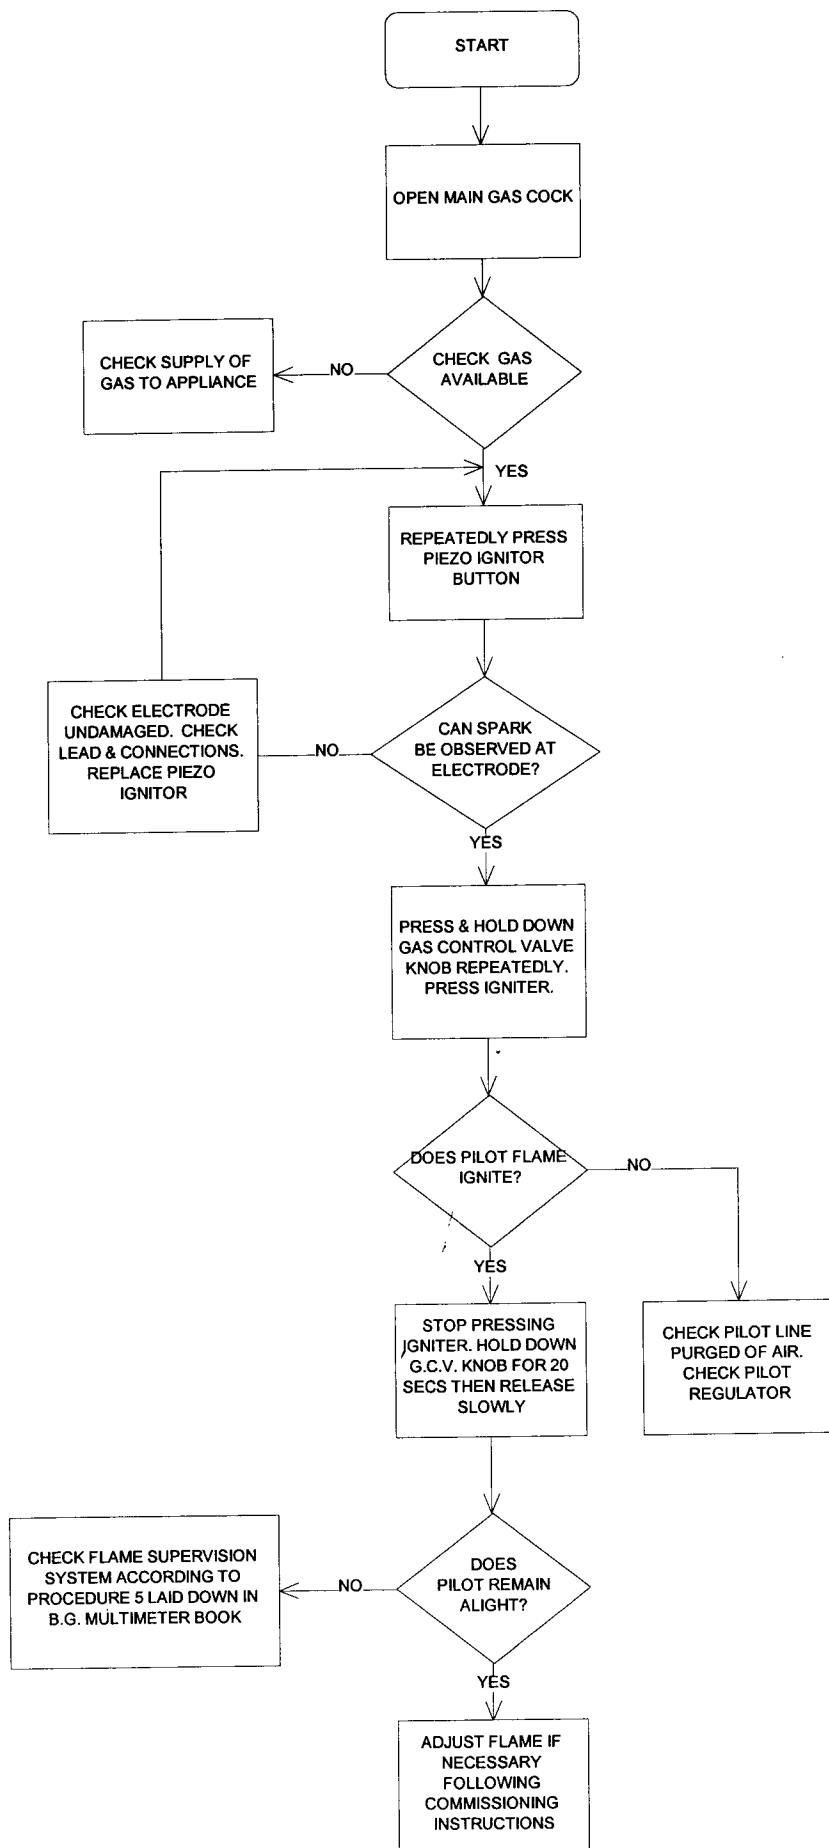 START
OPEN MAIN GAS COCK
CHECK GAS
AVAILABLE
NO
CHECK SUPPLY OF
GAS TO APPLIANCE
YES
REPEATEDLY PRESS
PIEZO IGNITOR
BUTTON
CAN SPARK
BE OBSERVED AT
ELECTRODE?
NO
CHECK ELECTRODE
UNDAMAGED. CHECK
LEAD & CONNECTIONS.
REPLACE PIEZO
IGNITOR
YES
PRESS & HOLD DOWN
GAS CONTROL VALVE
KNOB REPEATEDLY.
PRESS IGNITER.
DOES PILOT FLAME
IGNITE?
NO
CHECK PILOT LINE
PURGED OF AIR.
CHECK PILOT
REGULATOR
YES
STOP PRESSING
IGNITER. HOLD DOWN
G.C.V. KNOB FOR 20
SECS THEN RELEASE
SLOWLY
DOES
PILOT REMAIN
ALIGHT?
NO
CHECK FLAME SUPERVISION
SYSTEM ACCORDING TO
PROCEDURE 5 LAID DOWN IN
B.G. MULTIMETER BOOK
YES
ADJUST FLAME IF
NECESSARY
FOLLOWING
COMMISSIONING
INSTRUCTIONS